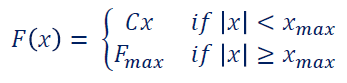 F(x) = { Cx if |x| < x_max
F_max if |x| ≥ x_max